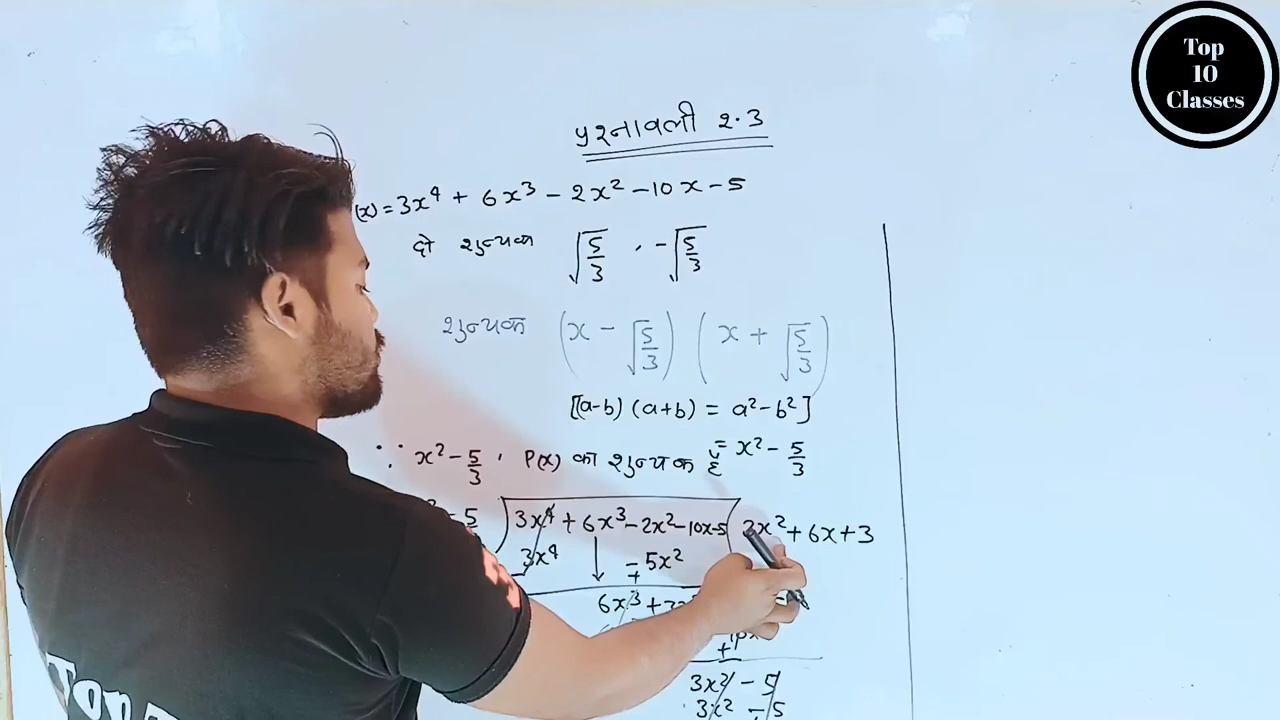 Top
10
Classes
प्रश्नावली २.3
(x) = 3x⁴ + 6x³ - 2x² - 10x - 5
दो शुन्यक √5/3 , -√5/3
शुन्यक (x - √5/3) (x + √5/3)
[(a-b) (a+b) = a²-b²]
∵ x² - 5/3 , P(x) का शुन्यक हैं = x² - 5/3
3x⁴ + 6x³ - 2x² - 10x - 5 ( 3x² + 6x + 3
3x⁴ - 5x²
+
6x³ +
+
3x² - 5
3x² - 5